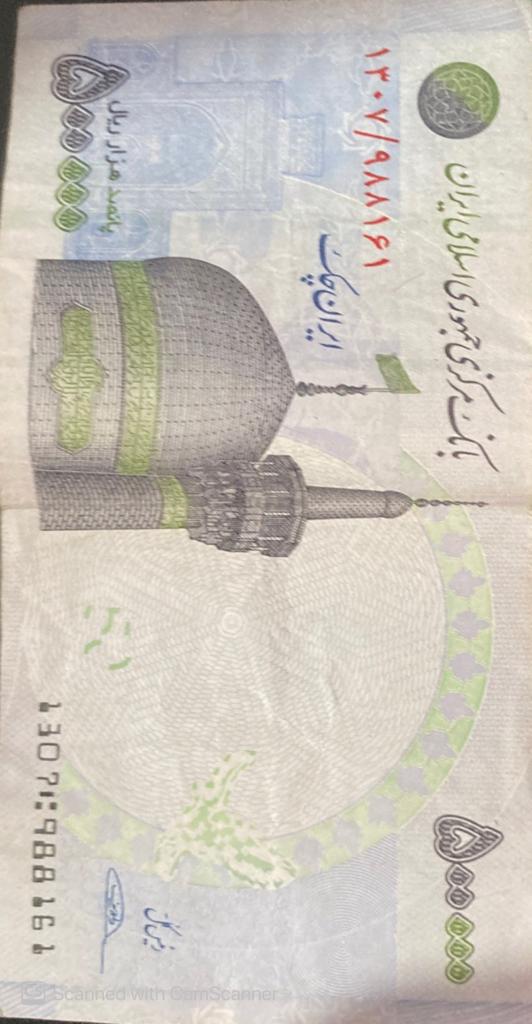 بانک مرکزی جمهوری اسلامی ایران
۵۰۰۰۰۰
۱۳۰۷/۹۸۸۱۶۱
ایران چک
رئیس کل
پانصد هزار ریال
۵۰۰۰۰۰
1307:988161
Scanned with CamScanner